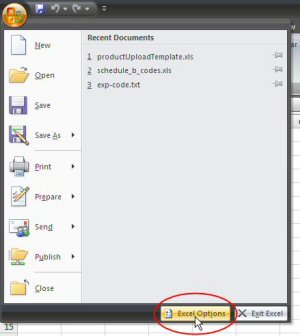 New
Open
Save
Save As
Print
Prepare
Send
Publish
Close
Recent Documents
1 productUploadTemplate.xls
2 schedule_b_codes.xls
3 exp-code.txt
Excel Options
Exit Excel
15